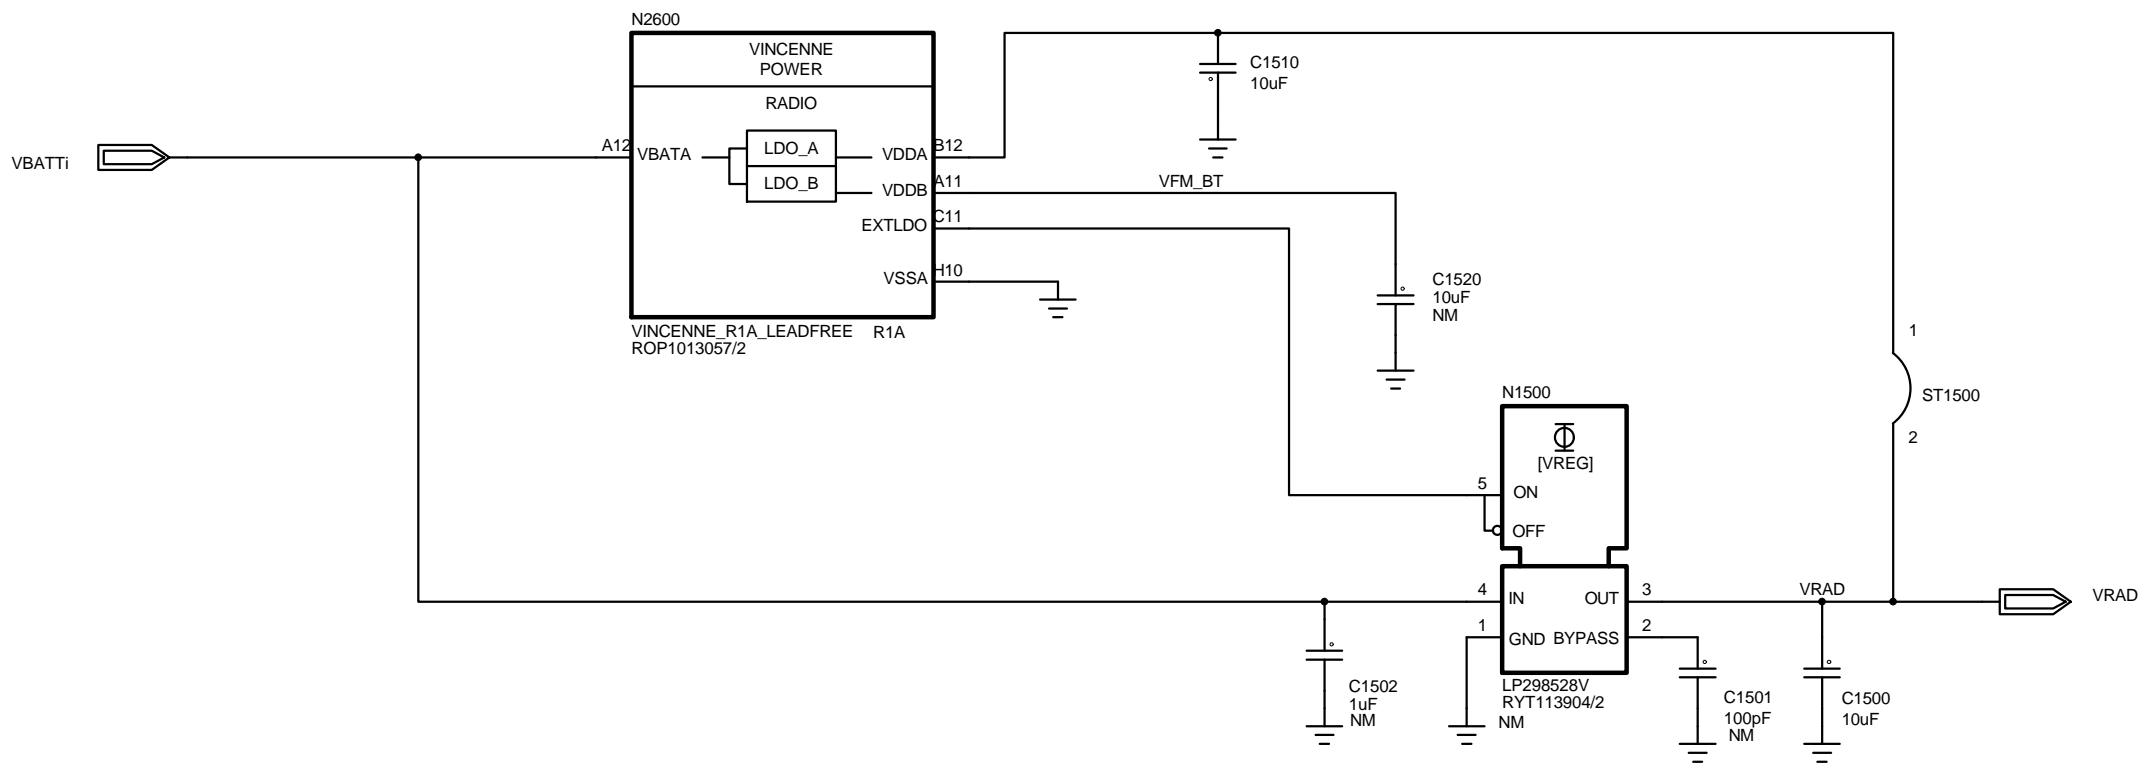 N2600
VINCENNE
POWER
RADIO
VBATTi
A12
VBATA
LDO_A
LDO_B
VDDA
B12
VDDB
A11
EXTLDO
C11
VSSA
H10
VINCENNE_R1A_LEADFREE R1A
ROP1013057/2
C1510
10uF
VFM_BT
C1520
10uF
NM
1
ST1500
2
N1500
[VREG]
5
ON
OFF
4
IN
OUT
3
VRAD
VRAD
1
GND
BYPASS
2
LP298528V
RYT113904/2
NM
C1502
1uF
NM
C1501
100pF
NM
C1500
10uF